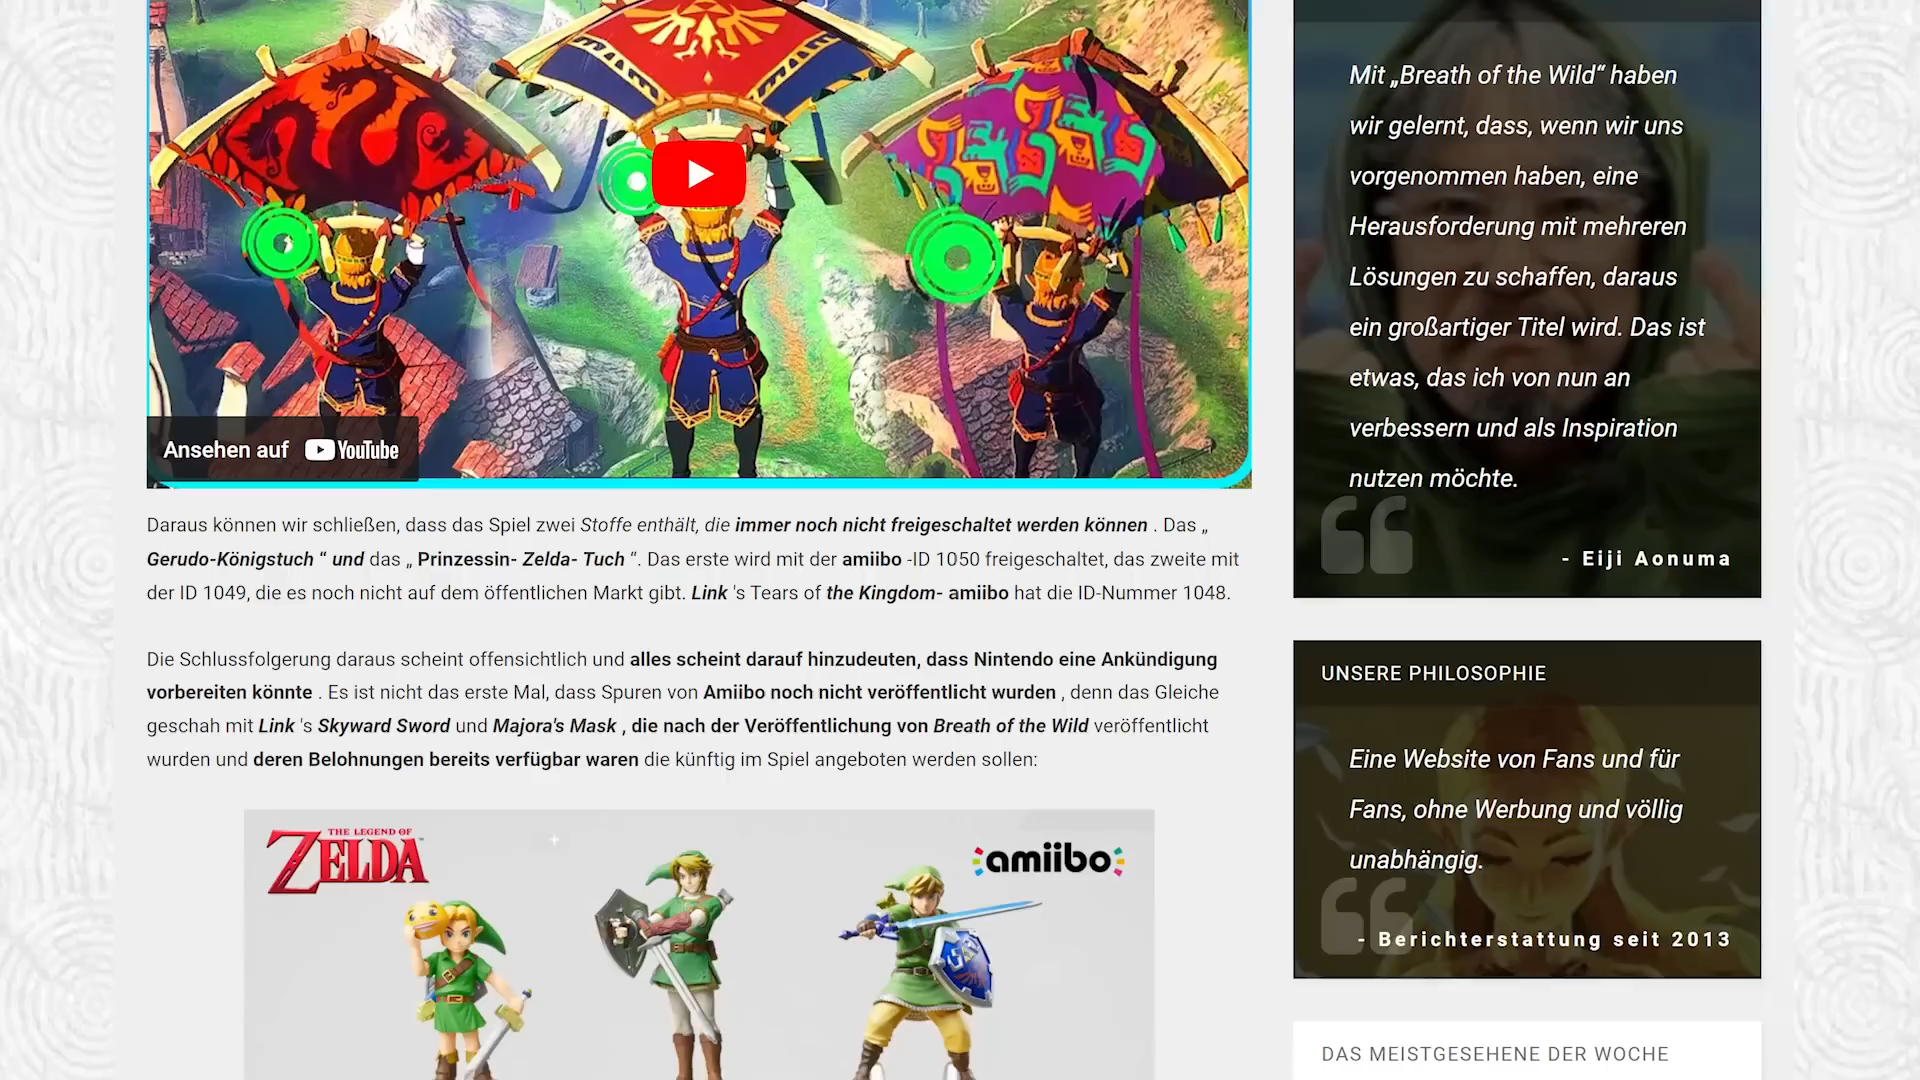 Ansehen auf YouTube
Daraus können wir schließen, dass das Spiel zwei Stoffe enthält, die immer noch nicht freigeschaltet werden können . Das „
Gerudo-Königstuch “ und das „ Prinzessin- Zelda- Tuch “. Das erste wird mit der amiibo -ID 1050 freigeschaltet, das zweite mit
der ID 1049, die es noch nicht auf dem öffentlichen Markt gibt. Link 's Tears of the Kingdom- amiibo hat die ID-Nummer 1048.
Die Schlussfolgerung daraus scheint offensichtlich und alles scheint darauf hinzudeuten, dass Nintendo eine Ankündigung
vorbereiten könnte . Es ist nicht das erste Mal, dass Spuren von Amiibo noch nicht veröffentlicht wurden , denn das Gleiche
geschah mit Link 's Skyward Sword und Majora's Mask , die nach der Veröffentlichung von Breath of the Wild veröffentlicht
wurden und deren Belohnungen bereits verfügbar waren die künftig im Spiel angeboten werden sollen:
THE LEGEND OF
ZELDA
amiibo
Mit „Breath of the Wild“ haben
wir gelernt, dass, wenn wir uns
vorgenommen haben, eine
Herausforderung mit mehreren
Lösungen zu schaffen, daraus
ein großartiger Titel wird. Das ist
etwas, das ich von nun an
verbessern und als Inspiration
nutzen möchte.
- Eiji Aonuma
UNSERE PHILOSOPHIE
Eine Website von Fans und für
Fans, ohne Werbung und völlig
unabhängig.
- Berichterstattung seit 2013
DAS MEISTGESEHENE DER WOCHE